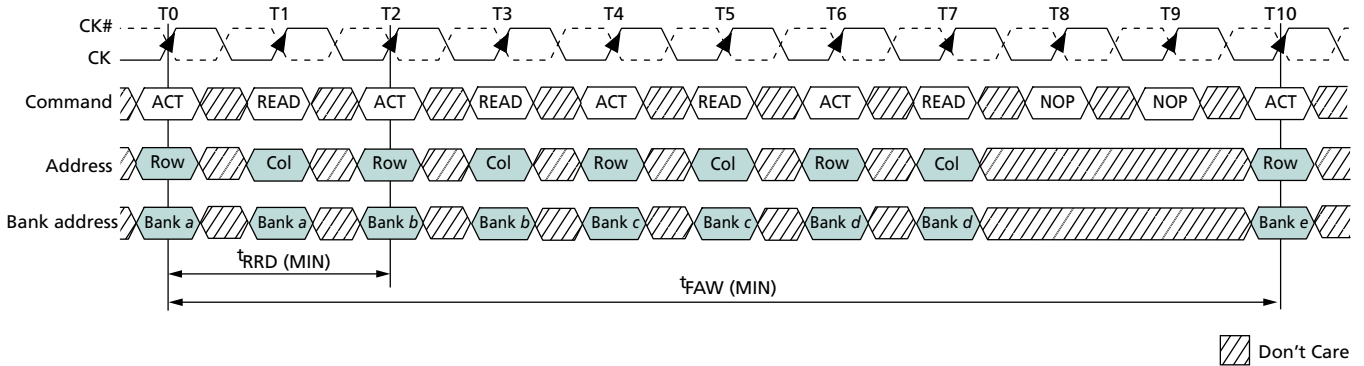 T0 T1 T2 T3 T4 T5 T6 T7 T8 T9 T10
CK#
CK
Command ACT READ ACT READ ACT READ ACT READ NOP NOP ACT
Address Row Col Row Col Row Col Row Col Row
Bank address Bank a Bank a Bank b Bank b Bank c Bank c Bank d Bank d Bank e
tRRD (MIN)
tFAW (MIN)
Don't Care